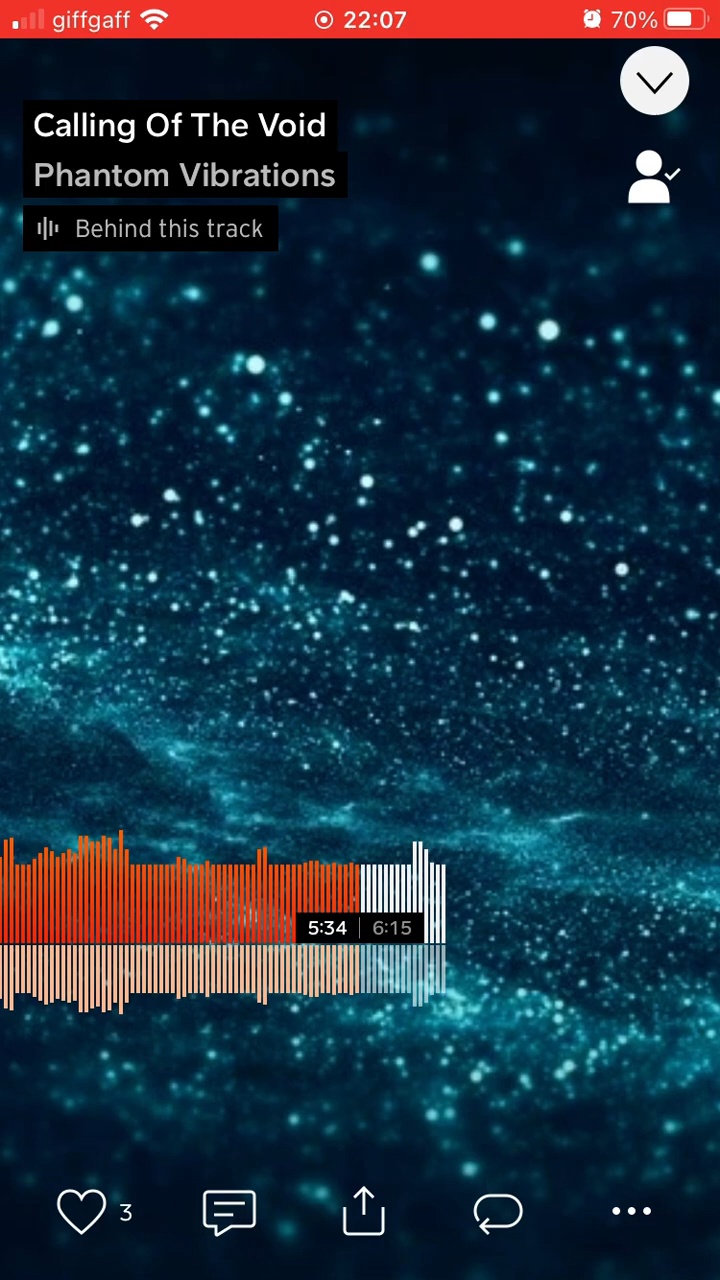 giffgaff 22:07 70%
Calling Of The Void
Phantom Vibrations
Behind this track
5:34 6:15
3